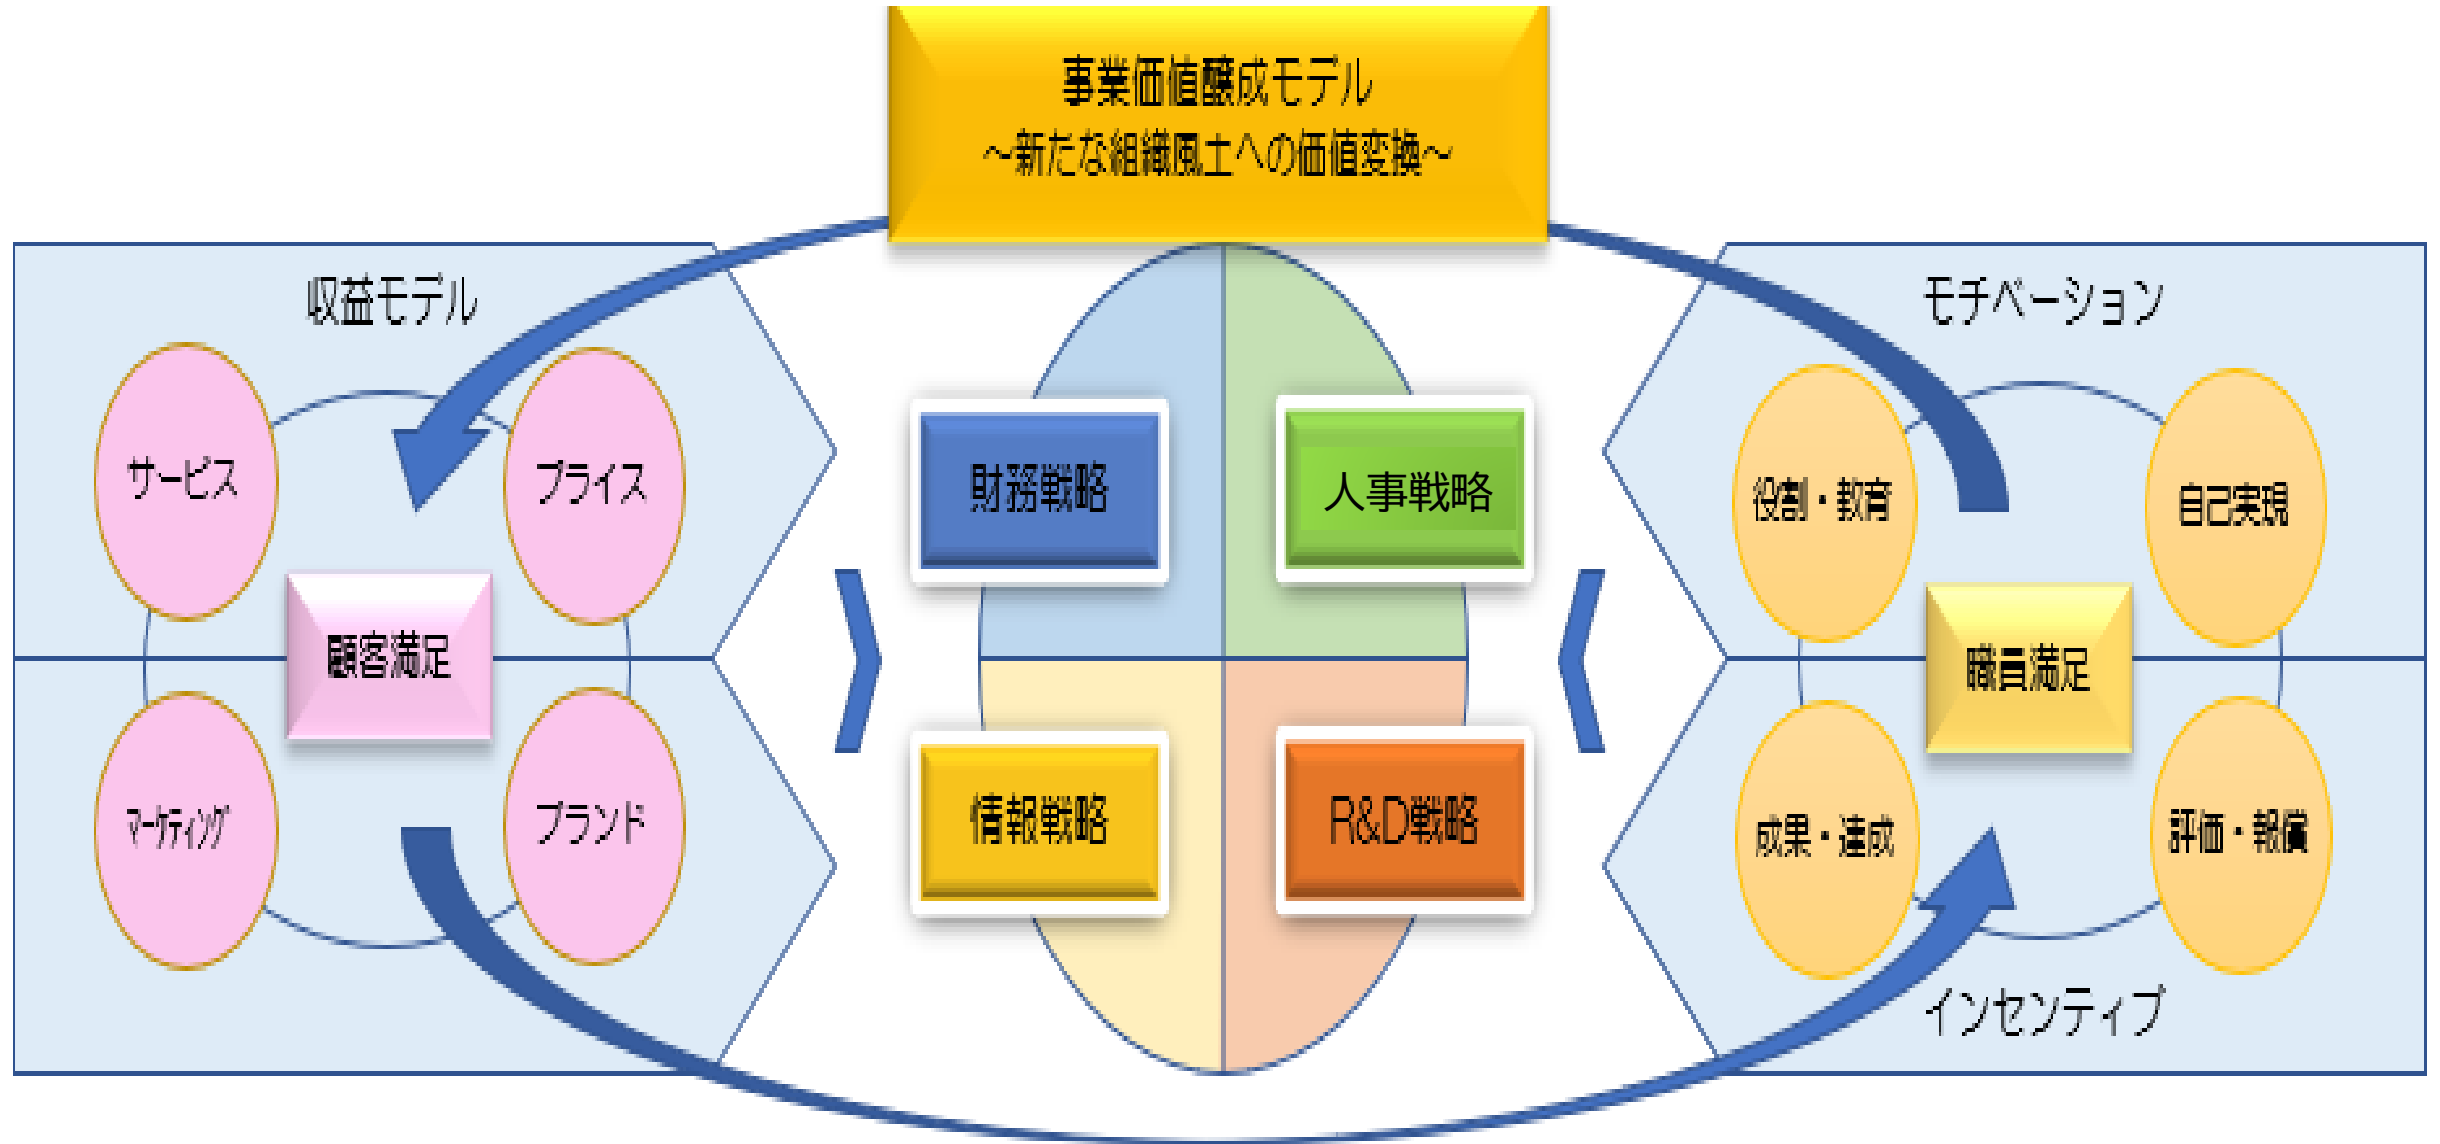 事業価値醸成モデル
～新たな組織風土への価値変換～
収益モデル
サービス
プライス
顧客満足
マーケティング
ブランド
財務戦略
人事戦略
情報戦略
R&D戦略
モチベーション
役割・教育
自己実現
職員満足
成果・達成
評価・報償
インセンティブ